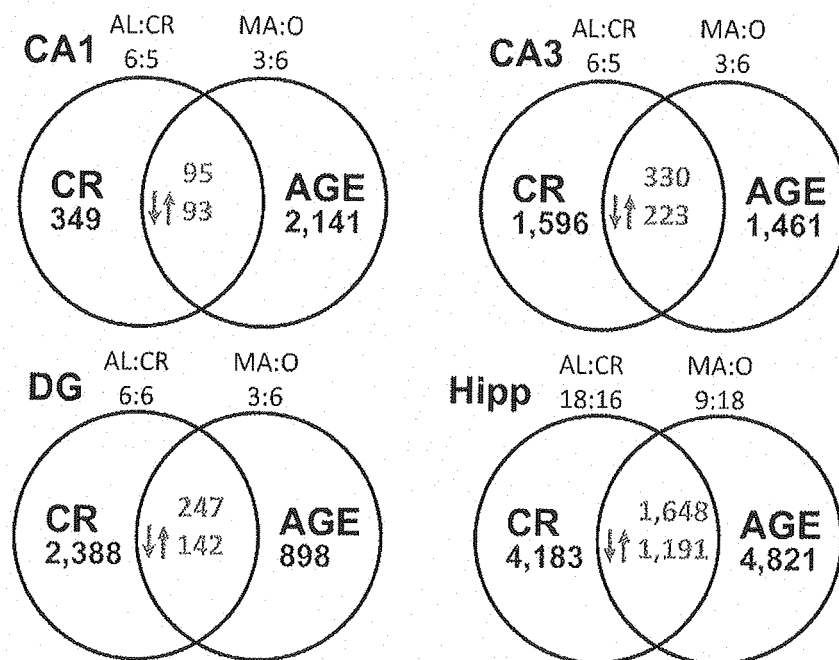 CA1
AL:CR
6:5
MA:O
3:6
CR
349
95
↓↑ 93
AGE
2,141
CA3
AL:CR
6:5
MA:O
3:6
CR
1,596
330
↓↑ 223
AGE
1,461
DG
AL:CR
6:6
MA:O
3:6
CR
2,388
247
↓↑ 142
AGE
898
Hipp
AL:CR
18:16
MA:O
9:18
CR
4,183
1,648
↓↑ 1,191
AGE
4,821